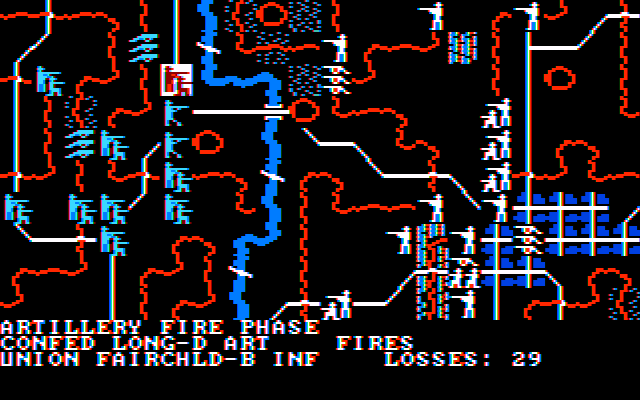 ARTILLERY FIRE PHASE
CONFED LONG-D ART FIRES
UNION FAIRCHLD-B INF LOSSES: 29